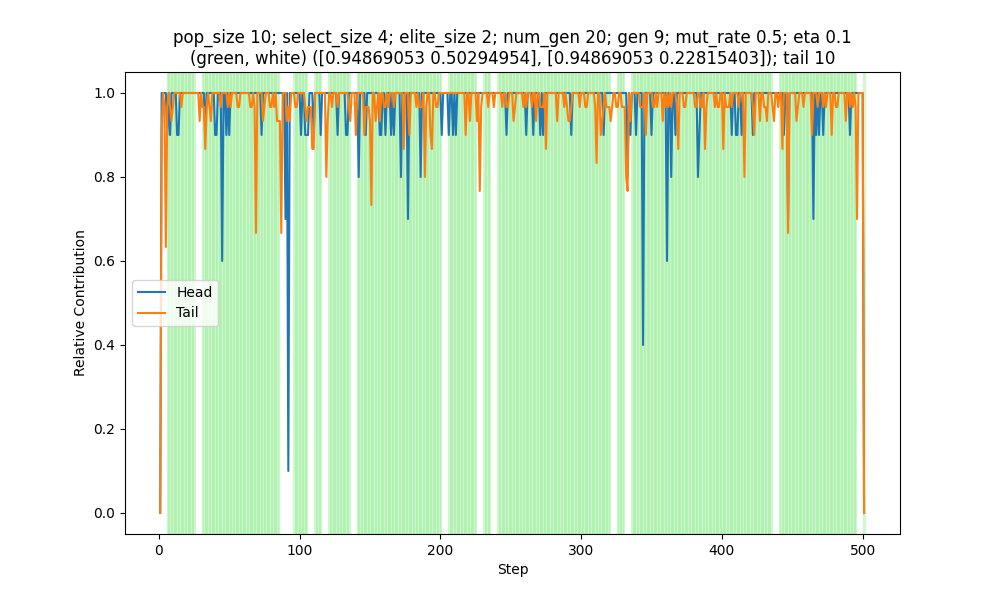 pop_size 10; select_size 4; elite_size 2; num_gen 20; gen 9; mut_rate 0.5; eta 0.1
(green, white) ([0.94869053 0.50294954], [0.94869053 0.22815403]); tail 10
1.0
0.8
0.6
0.4
0.2
0.0
Relative Contribution
Head
Tail
0
100
200
300
400
500
Step